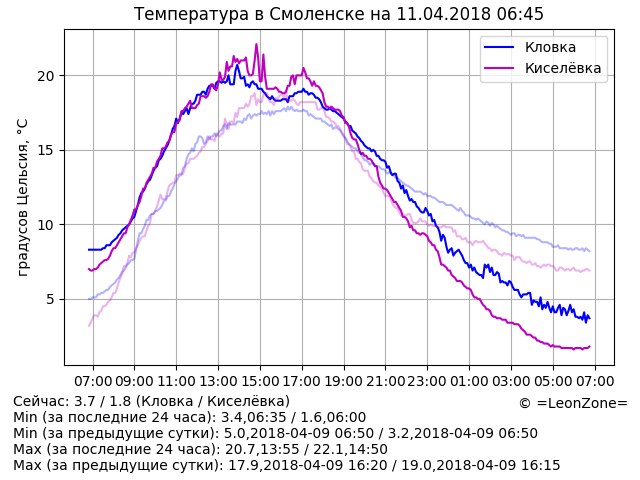 Температура в Смоленске на 11.04.2018 06:45
Кловка
Киселёвка
градусов Цельсия, °C
20
15
10
5
07:00 09:00 11:00 13:00 15:00 17:00 19:00 21:00 23:00 01:00 03:00 05:00 07:00
Сейчас: 3.7 / 1.8 (Кловка / Киселёвка)
© =LeonZone=
Min (за последние 24 часа): 3.4,06:35 / 1.6,06:00
Min (за предыдущие сутки): 5.0,2018-04-09 06:50 / 3.2,2018-04-09 06:50
Max (за последние 24 часа): 20.7,13:55 / 22.1,14:50
Max (за предыдущие сутки): 17.9,2018-04-09 16:20 / 19.0,2018-04-09 16:15